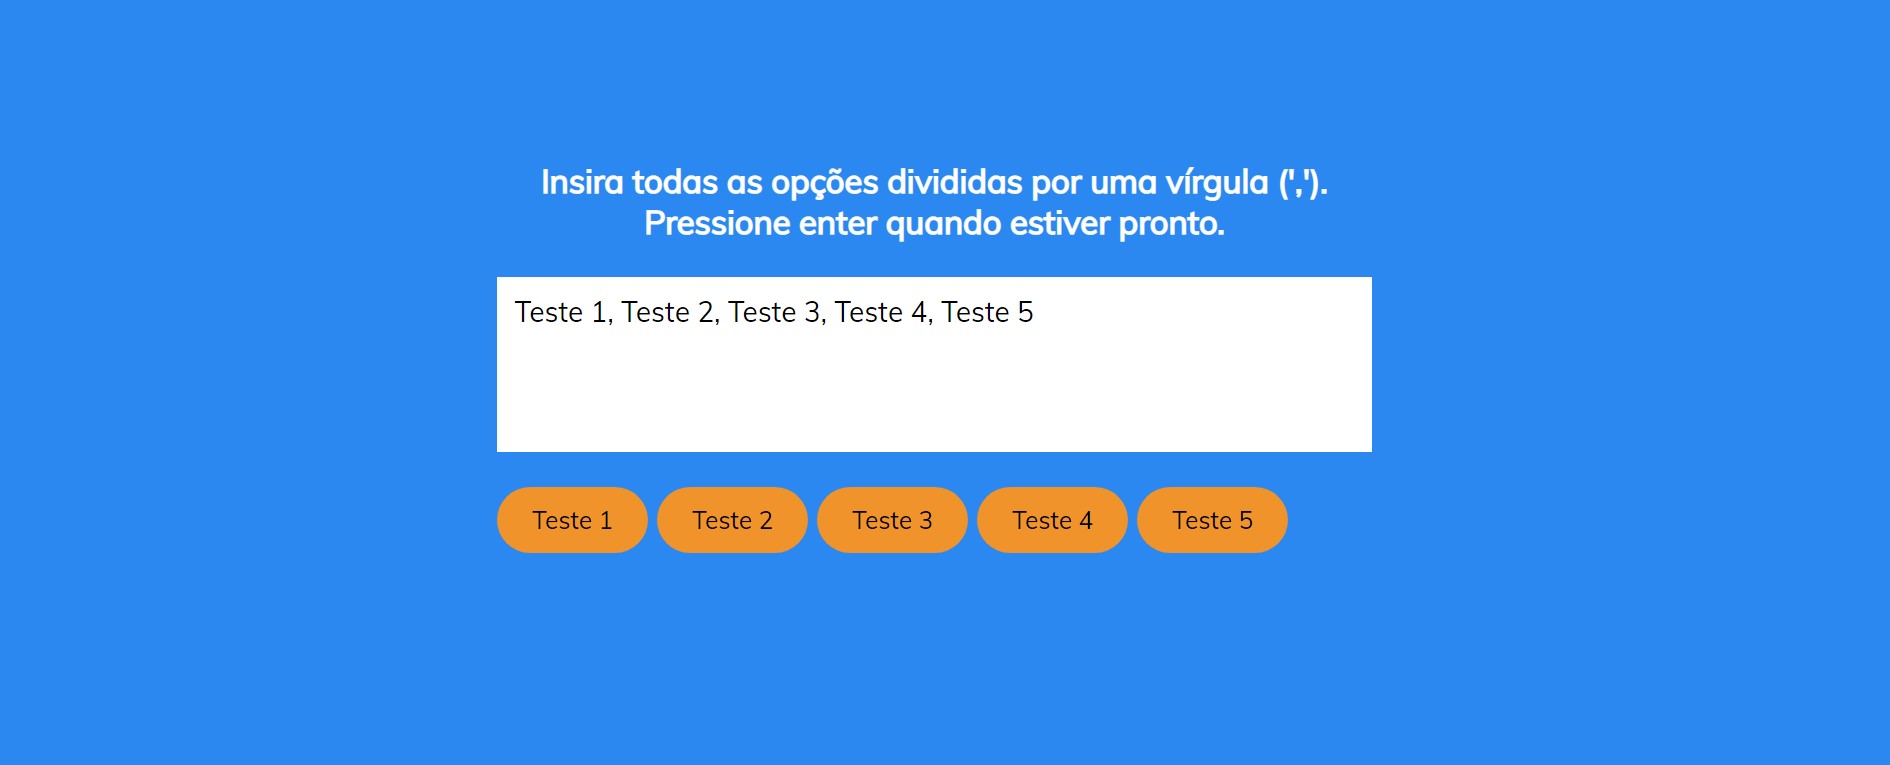 Insira todas as opções divididas por uma vírgula (',').
Pressione enter quando estiver pronto.
Teste 1, Teste 2, Teste 3, Teste 4, Teste 5
Teste 1 Teste 2 Teste 3 Teste 4 Teste 5